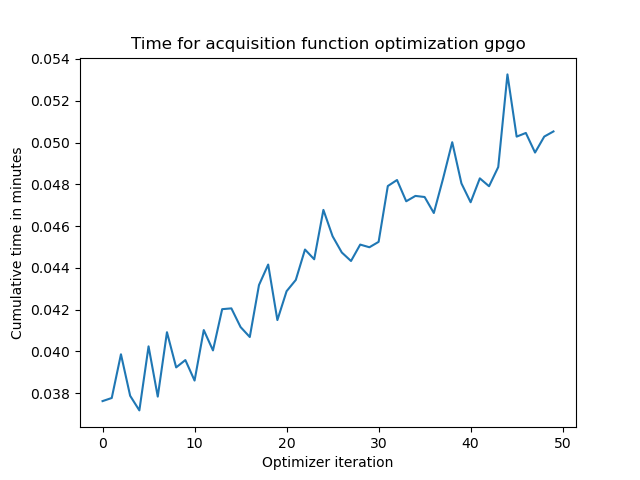 Time for acquisition function optimization gpgo
0.054
0.052
0.050
0.048
0.046
0.044
0.042
0.040
0.038
Cumulative time in minutes
0 10 20 30 40 50
Optimizer iteration